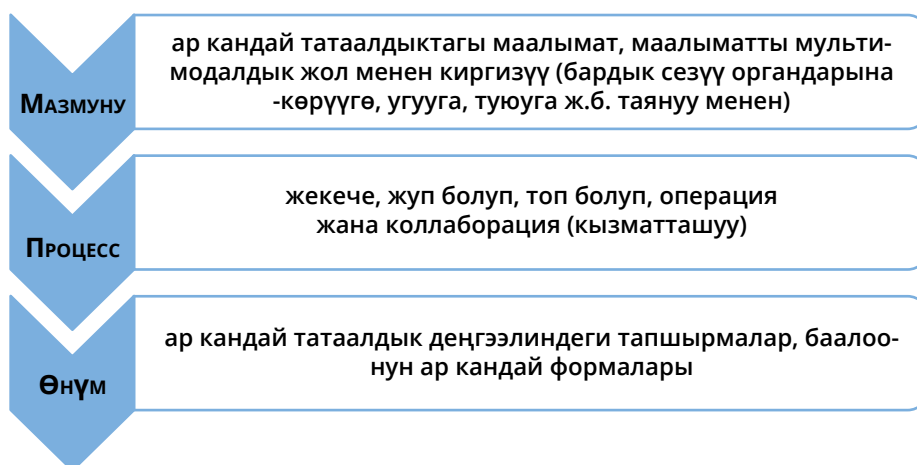 ар кандай татаалдыктагы маалымат, маалыматты мульти-
модалдык жол менен киргизүү (бардык сезүү органдарына
-көрүүгө, угууга, туюуга ж.б. таянуу менен)
Мазмуну
жекече, жуп болуп, топ болуп, операция
жана коллаборация (кызматташуу)
Процесс
ар кандай татаалдык деңгээлиндеги тапшырмалар, баалоо-
нун ар кандай формалары
Өнүм